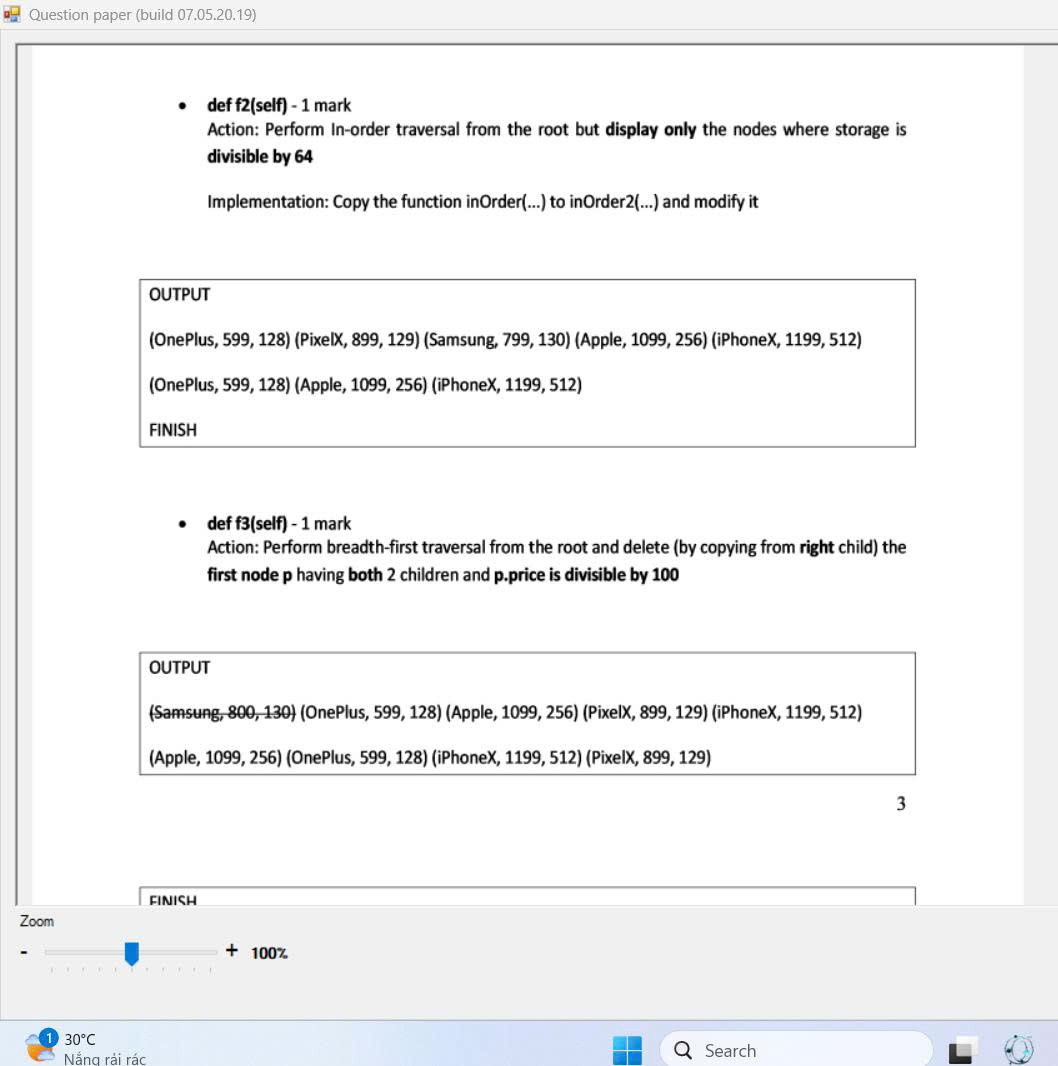 Question paper (build 07.05.20.19)
• def f2(self) - 1 mark
Action: Perform In-order traversal from the root but display only the nodes where storage is
divisible by 64
Implementation: Copy the function inOrder(...) to inOrder2(...) and modify it
OUTPUT
(OnePlus, 599, 128) (PixelX, 899, 129) (Samsung, 799, 130) (Apple, 1099, 256) (iPhoneX, 1199, 512)
(OnePlus, 599, 128) (Apple, 1099, 256) (iPhoneX, 1199, 512)
FINISH
• def f3(self) - 1 mark
Action: Perform breadth-first traversal from the root and delete (by copying from right child) the
first node p having both 2 children and p.price is divisible by 100
OUTPUT
(Samsung, 800, 130) (OnePlus, 599, 128) (Apple, 1099, 256) (PixelX, 899, 129) (iPhoneX, 1199, 512)
(Apple, 1099, 256) (OnePlus, 599, 128) (iPhoneX, 1199, 512) (PixelX, 899, 129)
3
FINISH
Zoom
- + 100%
1
30°C
Nắng rải rác
Search